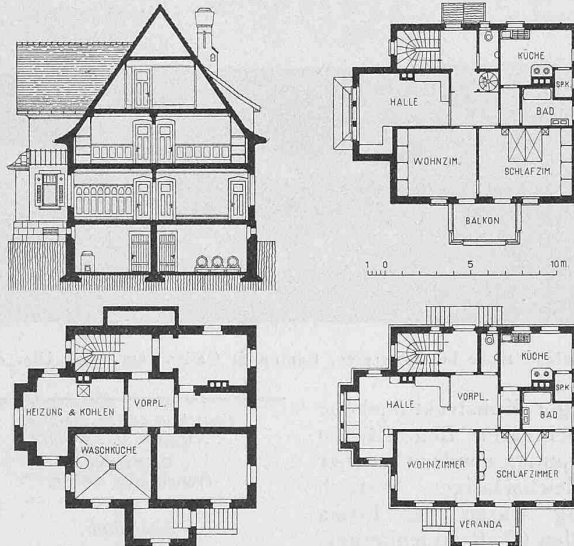 KÜCHE
SPK.
HALLE
BAD
WOHNZIM.
SCHLAFZIM.
BALKON
1 0 5 10 m.
HEIZUNG & KOHLEN
VORPL.
WASCHKÜCHE
KÜCHE
SPK.
HALLE
VORPL.
BAD
WOHNZIMMER
SCHLAFZIMMER
VERANDA